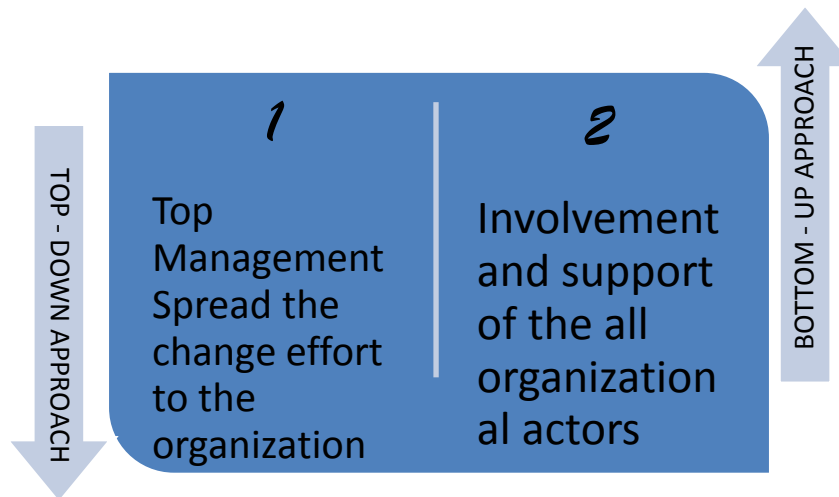 TOP - DOWN APPROACH
1
Top
Management
Spread the
change effort
to the
organization
2
Involvement
and support
of the all
organization
al actors
BOTTOM - UP APPROACH